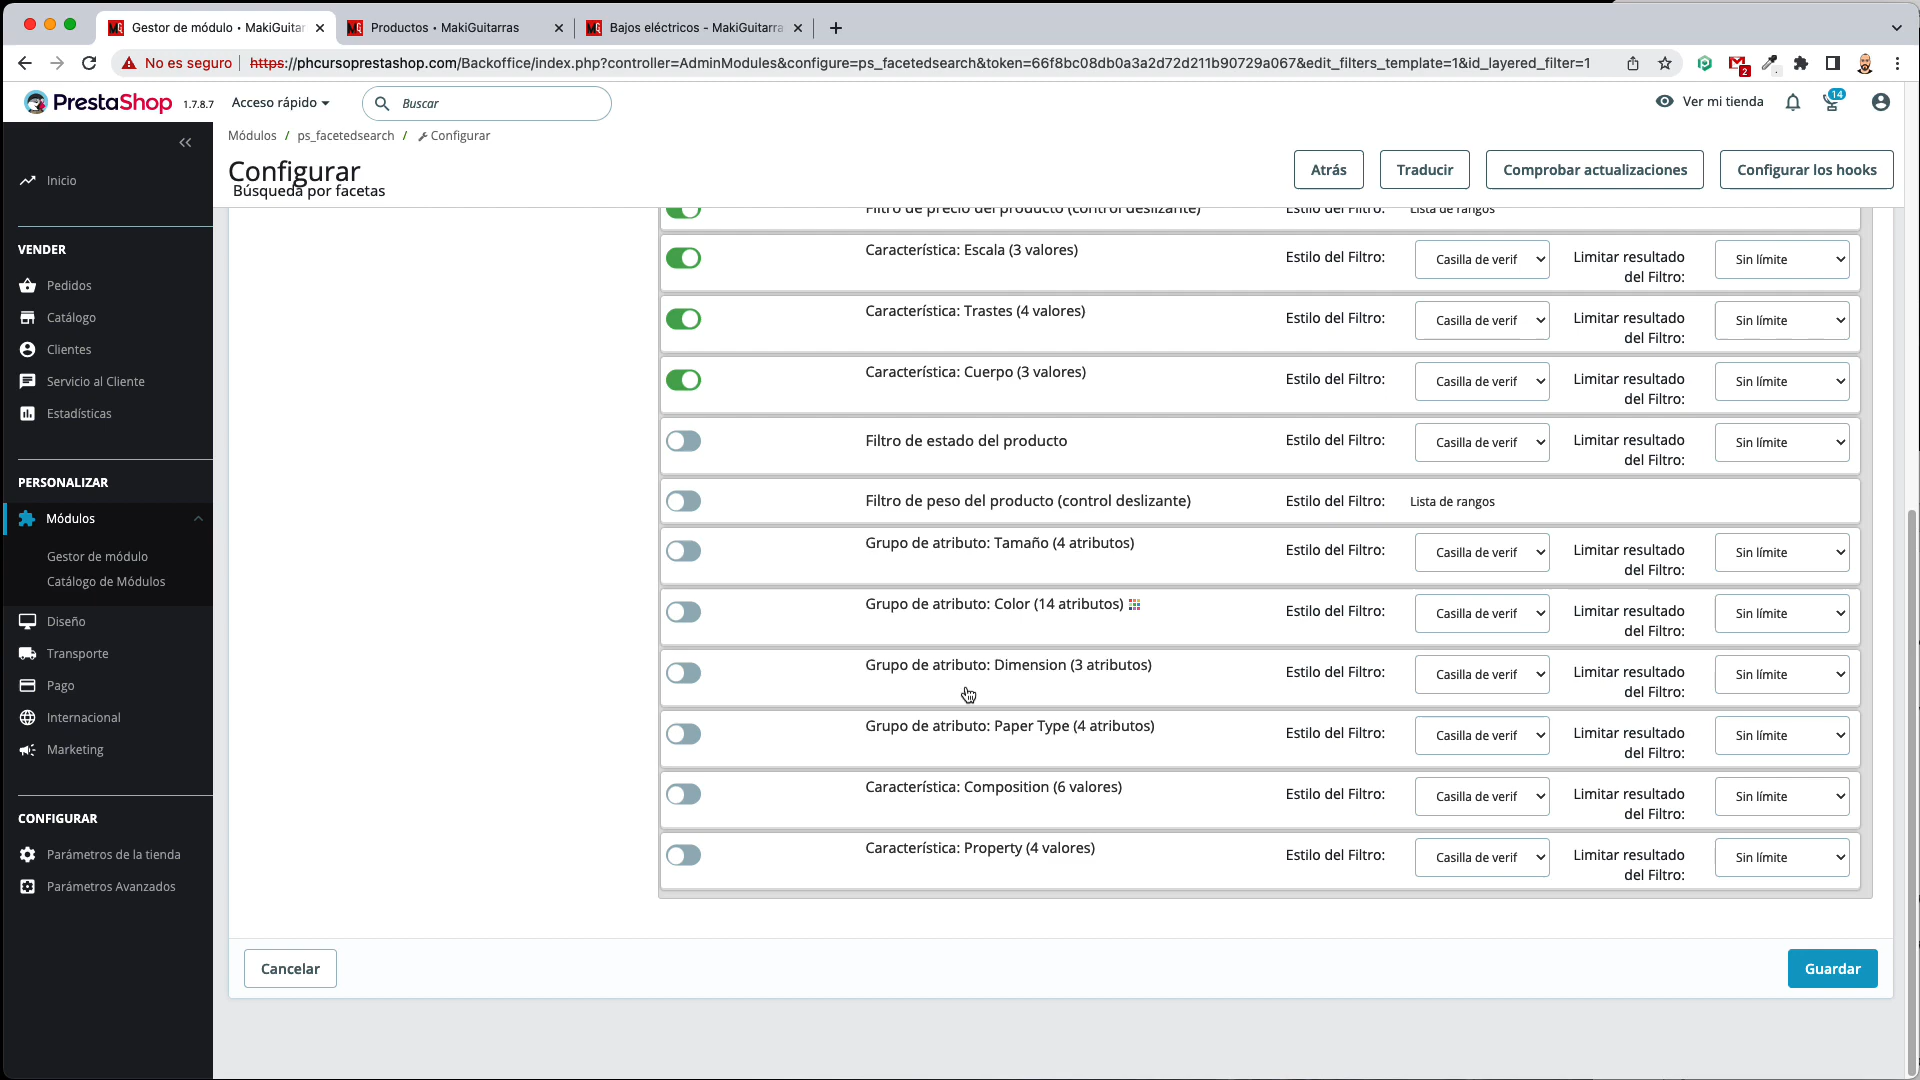 Gestor de módulo • MakiGuitar
Productos • MakiGuitarras
Bajos eléctricos - MakiGuitarra
No es seguro
https://phcursoprestashop.com/Backoffice/index.php?controller=AdminModules&configure=ps_facetedsearch&token=66f8bc08db0a3a2d72d211b90729a067&edit_filters_template=1&id_layered_filter=1
2
PrestaShop 1.7.8.7
Acceso rápido
Buscar
Ver mi tienda
14
Módulos / ps_facetedsearch / Configurar
Configurar
Búsqueda por facetas
Atrás
Traducir
Comprobar actualizaciones
Configurar los hooks
Inicio
VENDER
Pedidos
Catálogo
Clientes
Servicio al Cliente
Estadísticas
PERSONALIZAR
Módulos
Gestor de módulo
Catálogo de Módulos
Diseño
Transporte
Pago
Internacional
Marketing
CONFIGURAR
Parámetros de la tienda
Parámetros Avanzados
Filtro de precio del producto (control deslizante) Estilo del Filtro: Lista de rangos
Característica: Escala (3 valores) Estilo del Filtro: Casilla de verif Limitar resultado Sin límite
del Filtro:
Característica: Trastes (4 valores) Estilo del Filtro: Casilla de verif Limitar resultado Sin límite
del Filtro:
Característica: Cuerpo (3 valores) Estilo del Filtro: Casilla de verif Limitar resultado Sin límite
del Filtro:
Filtro de estado del producto Estilo del Filtro: Casilla de verif Limitar resultado Sin límite
del Filtro:
Filtro de peso del producto (control deslizante) Estilo del Filtro: Lista de rangos
Grupo de atributo: Tamaño (4 atributos) Estilo del Filtro: Casilla de verif Limitar resultado Sin límite
del Filtro:
Grupo de atributo: Color (14 atributos) Estilo del Filtro: Casilla de verif Limitar resultado Sin límite
del Filtro:
Grupo de atributo: Dimension (3 atributos) Estilo del Filtro: Casilla de verif Limitar resultado Sin límite
del Filtro:
Grupo de atributo: Paper Type (4 atributos) Estilo del Filtro: Casilla de verif Limitar resultado Sin límite
del Filtro:
Característica: Composition (6 valores) Estilo del Filtro: Casilla de verif Limitar resultado Sin límite
del Filtro:
Característica: Property (4 valores) Estilo del Filtro: Casilla de verif Limitar resultado Sin límite
del Filtro:
Cancelar
Guardar